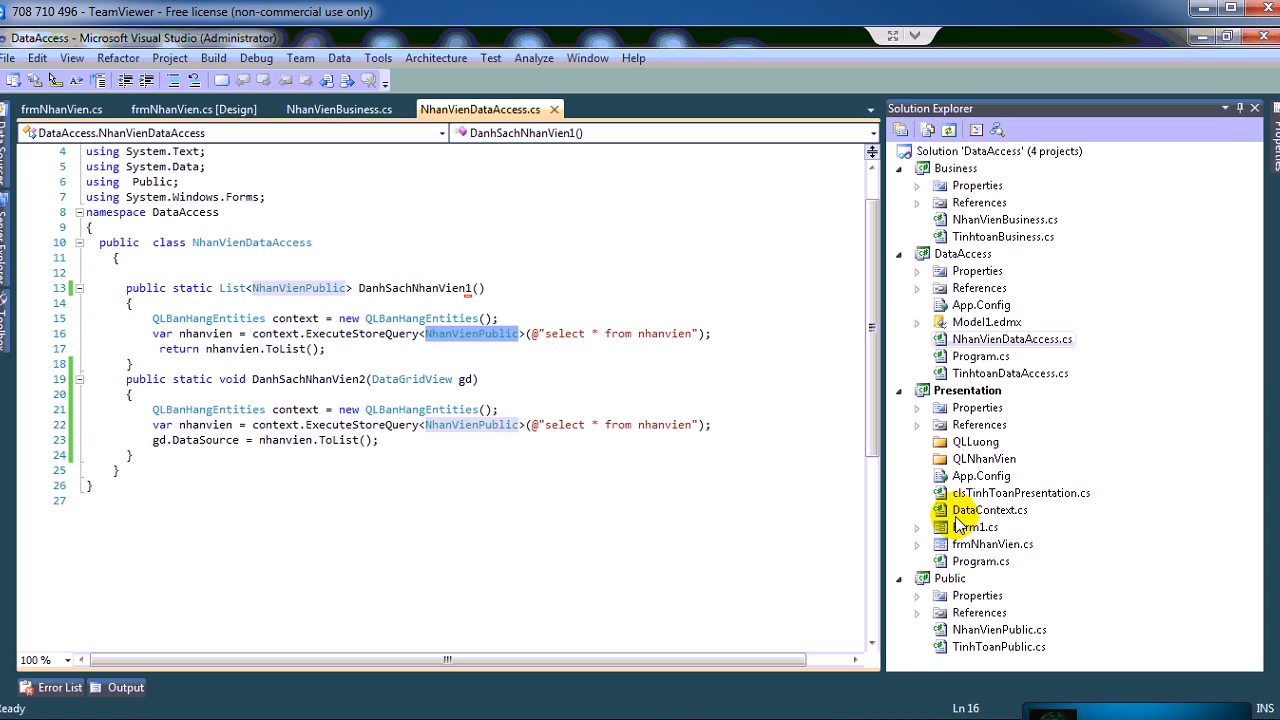 708 710 496 - TeamViewer - Free license (non-commercial use only)
DataAccess - Microsoft Visual Studio (Administrator)
File Edit View Refactor Project Build Debug Team Data Tools Architecture Test Analyze Window Help
frmNhanVien.cs frmNhanVien.cs [Design] NhanVienBusiness.cs NhanVienDataAccess.cs
DataAccess.NhanVienDataAccess DanhSachNhanVien1()
4 using System.Text;
5 using System.Data;
6 using  Public;
7 using System.Windows.Forms;
8 namespace DataAccess
9 {
10 public  class NhanVienDataAccess
11 {
12
13 public static List<NhanVienPublic> DanhSachNhanVien1()
14 {
15 QLBanHangEntities context = new QLBanHangEntities();
16 var nhanvien = context.ExecuteStoreQuery<NhanVienPublic>(@"select * from nhanvien");
17 return nhanvien.ToList();
18 }
19 public static void DanhSachNhanVien2(DataGridView gd)
20 {
21 QLBanHangEntities context = new QLBanHangEntities();
22 var nhanvien = context.ExecuteStoreQuery<NhanVienPublic>(@"select * from nhanvien");
23 gd.DataSource = nhanvien.ToList();
24 }
25 }
26 }
27
100 %
Error List Output
Ready Ln 16 INS
Solution Explorer
Solution 'DataAccess' (4 projects)
Business
Properties
References
NhanVienBusiness.cs
TinhtoanBusiness.cs
DataAccess
Properties
References
App.Config
Model1.edmx
NhanVienDataAccess.cs
Program.cs
TinhtoanDataAccess.cs
Presentation
Properties
References
QLLuong
QLNhanVien
App.Config
clsTinhToanPresentation.cs
DataContext.cs
Form1.cs
frmNhanVien.cs
Program.cs
Public
Properties
References
NhanVienPublic.cs
TinhToanPublic.cs
Data Sources
Server Explorer
Toolbox